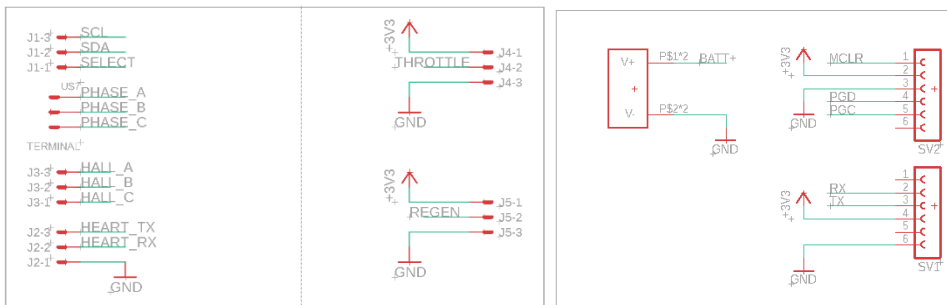 J1-3 SCL
J1-2 SDA
J1-1 SELECT
US
PHASE_A
PHASE_B
PHASE_C
TERMINAL
J3-3 HALL_A
J3-2 HALL_B
J3-1 HALL_C
J2-3 HEART_TX
J2-2 HEART_RX
J2-1
GND
+3V3
J4-1
THROTTLE J4-2
J4-3
GND
+3V3
J5-1
REGEN J5-2
J5-3
GND
V+ P$1*2 BATT+
V- P$2*2
GND
+3V3
MCLR 1
2
3
PGD 4
PGC 5
6
GND
SV2
+3V3
1
RX 2
TX 3
4
5
6
GND
SV1